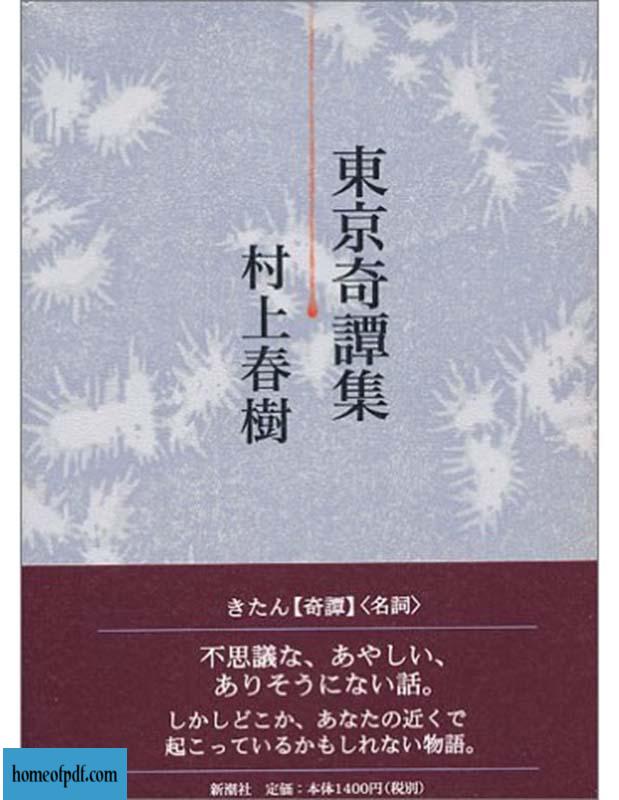 東京奇譚集
村上春樹
きたん【奇譚】〈名詞〉
不思議な、あやしい、
ありそうにない話。
しかしどこか、あなたの近くで
起こっているかもしれない物語。
新潮社　定価：本体1400円（税別）
homeofpdf.com